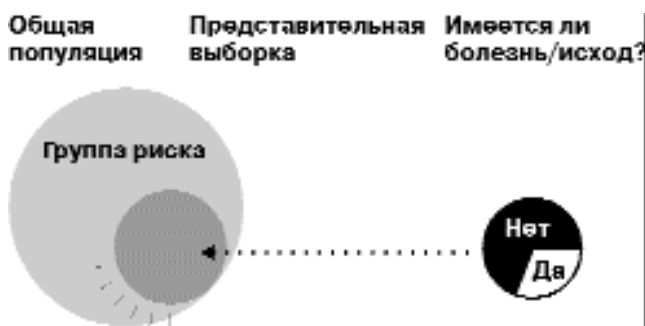 Общая
популяция
Представительная
выборка
Имеется ли
болезнь/исход?
Группа риска
Нет
Да